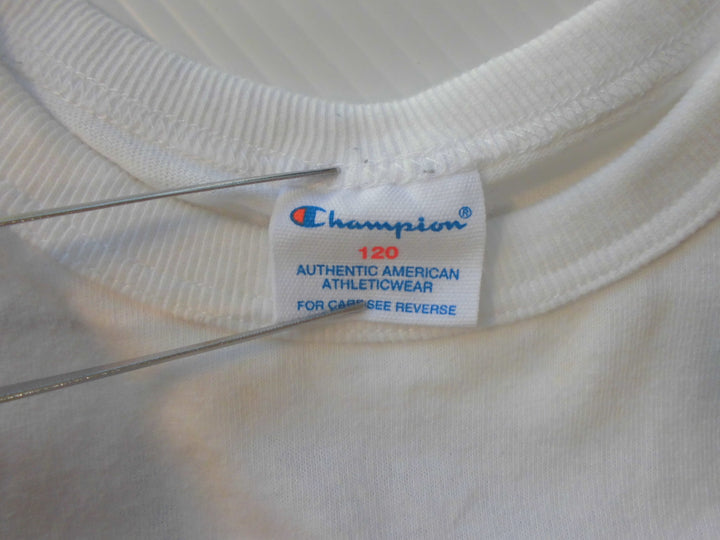 Champion®
120
AUTHENTIC AMERICAN
ATHLETICWEAR
FOR CARE SEE REVERSE